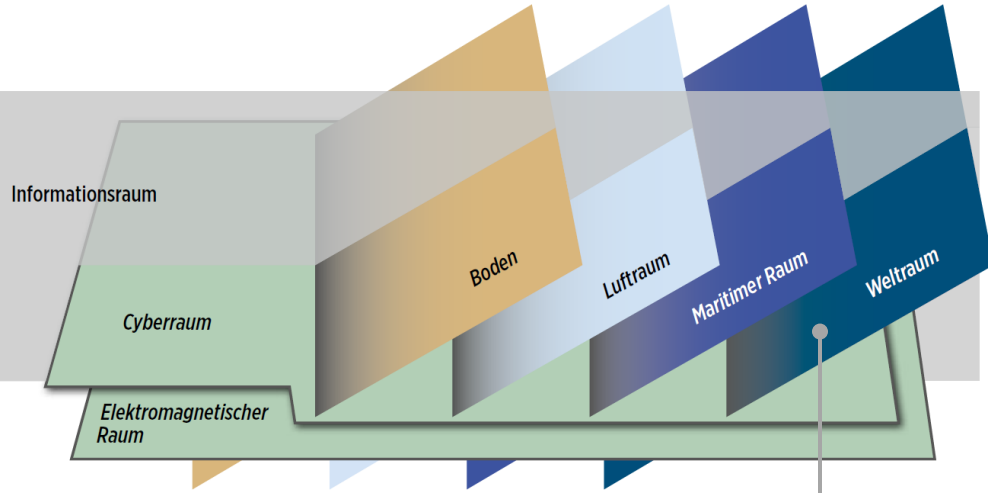 Informationsraum
Boden
Luftraum
Maritimer Raum
Weltraum
Cyberraum
Elektromagnetischer
Raum